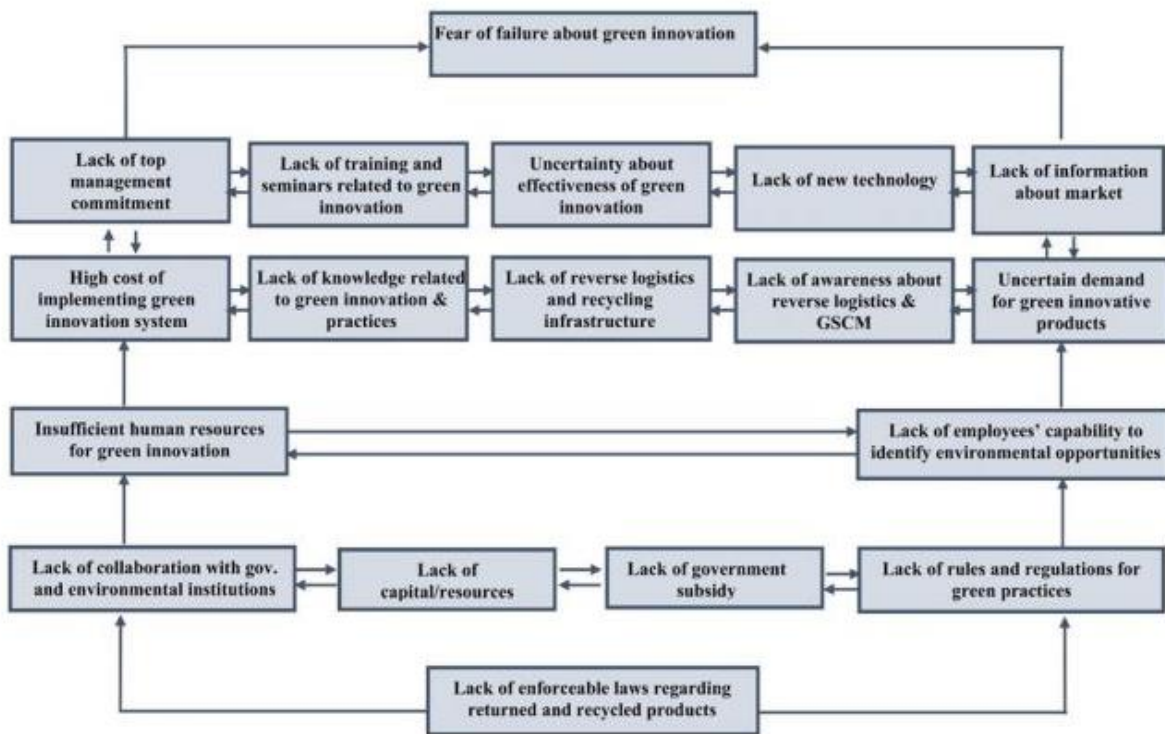 Fear of failure about green innovation
Lack of top
management
commitment
Lack of training and
seminars related to green
innovation
Uncertainty about
effectiveness of green
innovation
Lack of new technology
Lack of information
about market
High cost of
implementing green
innovation system
Lack of knowledge related
to green innovation &
practices
Lack of reverse logistics
and recycling
infrastructure
Lack of awareness about
reverse logistics &
GSCM
Uncertain demand
for green innovative
products
Insufficient human resources
for green innovation
Lack of employees’ capability to
identify environmental opportunities
Lack of collaboration with gov.
and environmental institutions
Lack of
capital/resources
Lack of government
subsidy
Lack of rules and regulations for
green practices
Lack of enforceable laws regarding
returned and recycled products